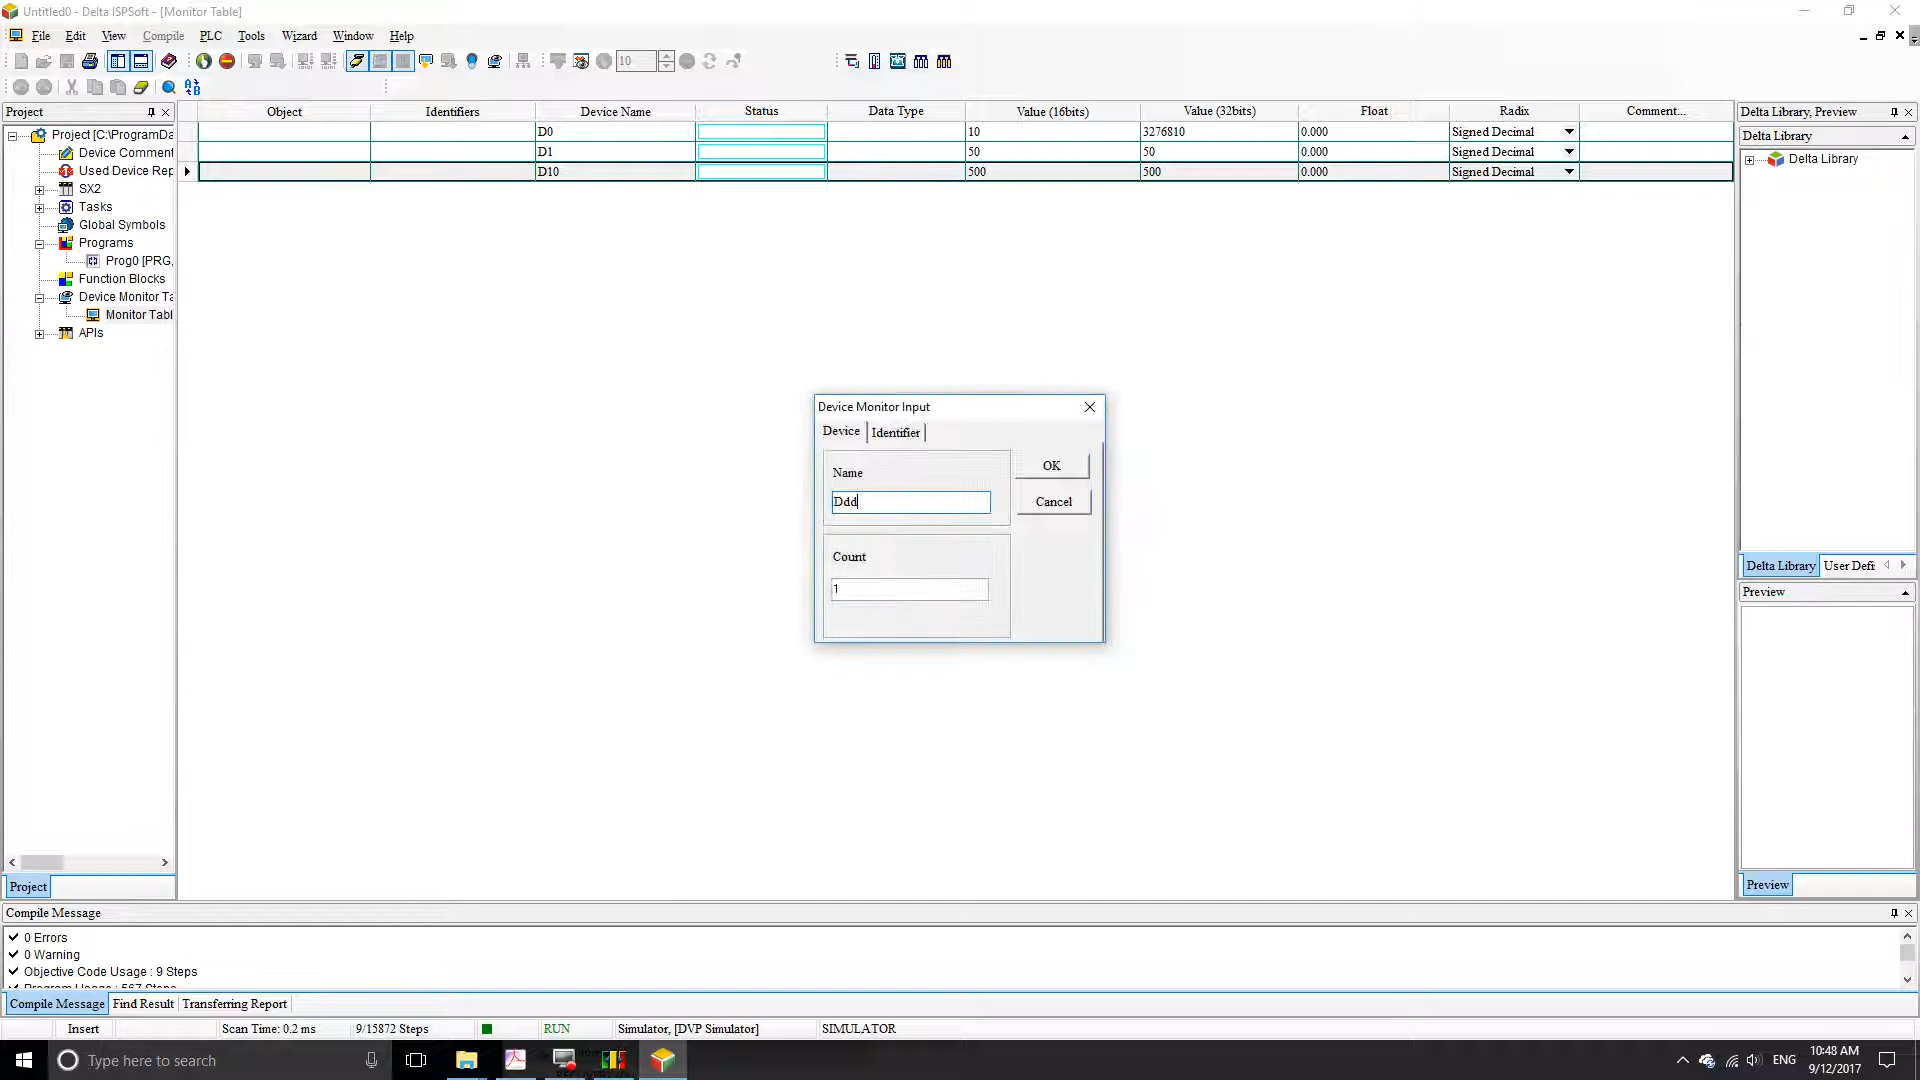 Untitled0 - Delta ISPSoft - [Monitor Table]
File Edit View Compile PLC Tools Wizard Window Help
10
Project
Project [C:\ProgramDa
Device Comment
Used Device Rep
SX2
Tasks
Global Symbols
Programs
Prog0 [PRG,
Function Blocks
Device Monitor Ta
Monitor Tabl
APIs
Project
Object Identifiers Device Name Status Data Type Value (16bits) Value (32bits) Float Radix Comment...
D0 10 3276810 0.000 Signed Decimal
D1 50 50 0.000 Signed Decimal
D10 500 500 0.000 Signed Decimal
Device Monitor Input
Device Identifier
Name
Ddd
Count
1
OK
Cancel
Delta Library, Preview
Delta Library
Delta Library
Delta Library User Defi
Preview
Preview
Compile Message
0 Errors
0 Warning
Objective Code Usage : 9 Steps
Program Usage : 567 Steps
Compile Message Find Result Transferring Report
Insert Scan Time: 0.2 ms 9/15872 Steps RUN Simulator, [DVP Simulator] SIMULATOR
Type here to search
ENG
10:48 AM
9/12/2017